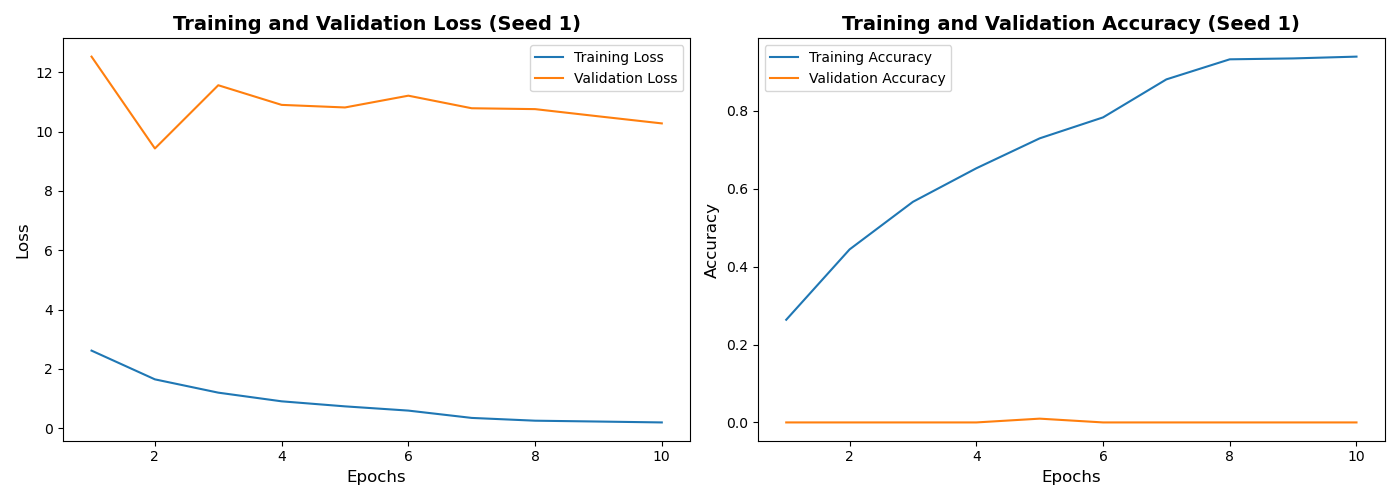 Training and Validation Loss (Seed 1)
Training Loss
Validation Loss
12
10
8
6
4
2
0
Loss
2 4 6 8 10
Epochs
Training and Validation Accuracy (Seed 1)
Training Accuracy
Validation Accuracy
0.8
0.6
0.4
0.2
0.0
Accuracy
2 4 6 8 10
Epochs